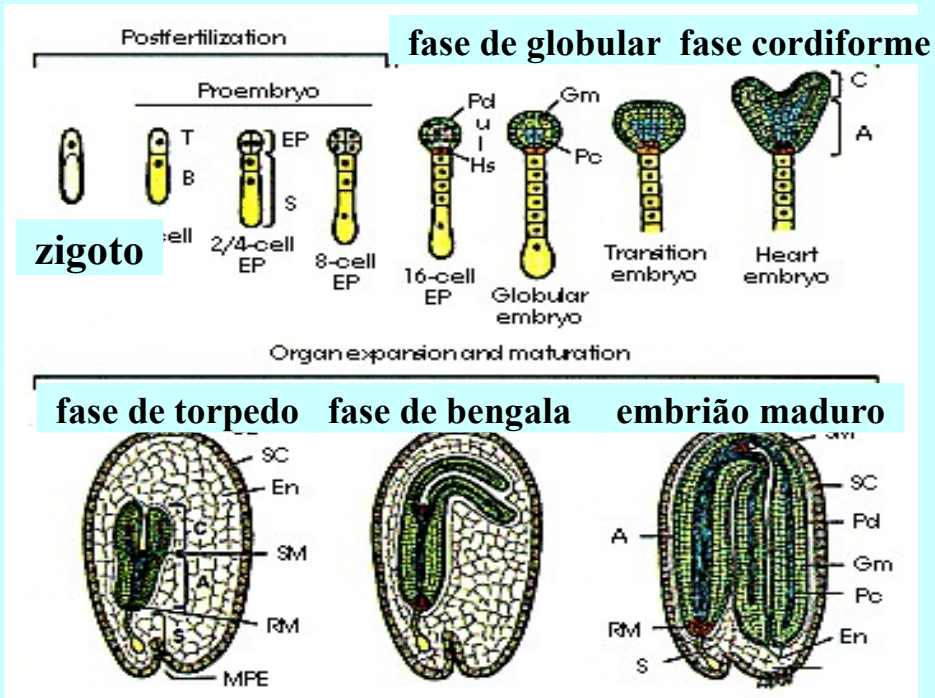 Postfertilization
fase de globular fase cordiforme
Proembryo
T
B
EP
S
Pd
u
l
Hs
Gm
Pc
C
A
zigoto
cell
2/4-cell
EP
8-cell
EP
16-cell
EP
Globular
embryo
Transition
embryo
Heart
embryo
Organ expansion and maturation
fase de torpedo fase de bengala embrião maduro
SC
En
C
SM
A
RM
S
MPE
SM
SC
A
Pd
Gm
Pc
RM
En
S